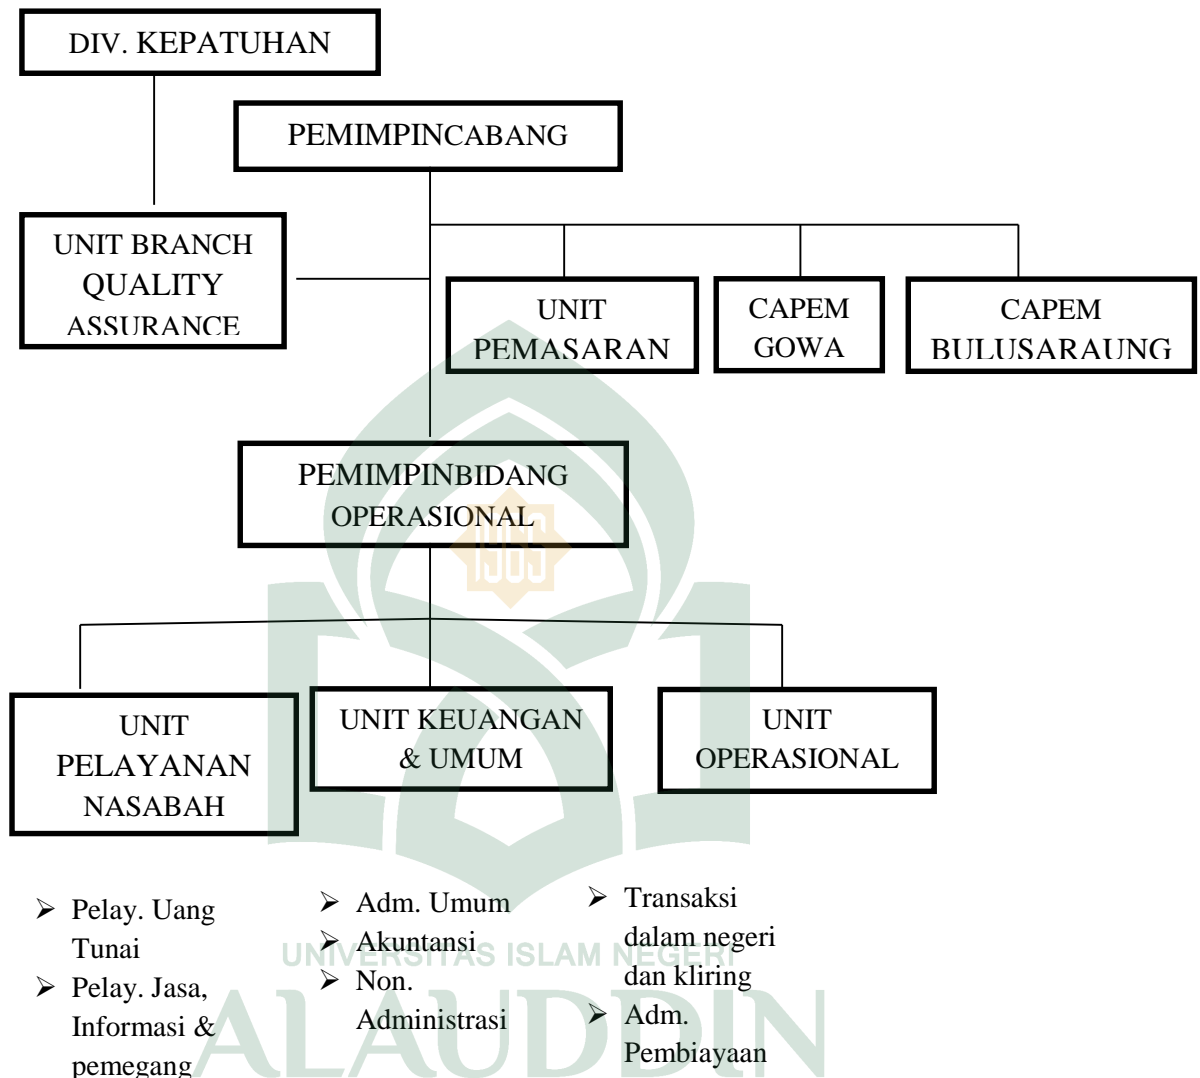 DIV. KEPATUHAN
PEMIMPINCABANG
UNIT BRANCH
QUALITY
ASSURANCE
UNIT
PEMASARAN
CAPEM
GOWA
CAPEM
BULUSARAUNG
PEMIMPINBIDANG
OPERASIONAL
1965
UNIT
PELAYANAN
NASABAH
UNIT KEUANGAN
& UMUM
UNIT
OPERASIONAL
➢ Pelay. Uang
Tunai
➢ Pelay. Jasa,
Informasi &
pemegang
➢ Adm. Umum
➢ Akuntansi
➢ Non.
Administrasi
➢ Transaksi
dalam negeri
dan kliring
➢ Adm.
Pembiayaan
UNIVERSITAS ISLAM NEGERI
ALAUDDIN